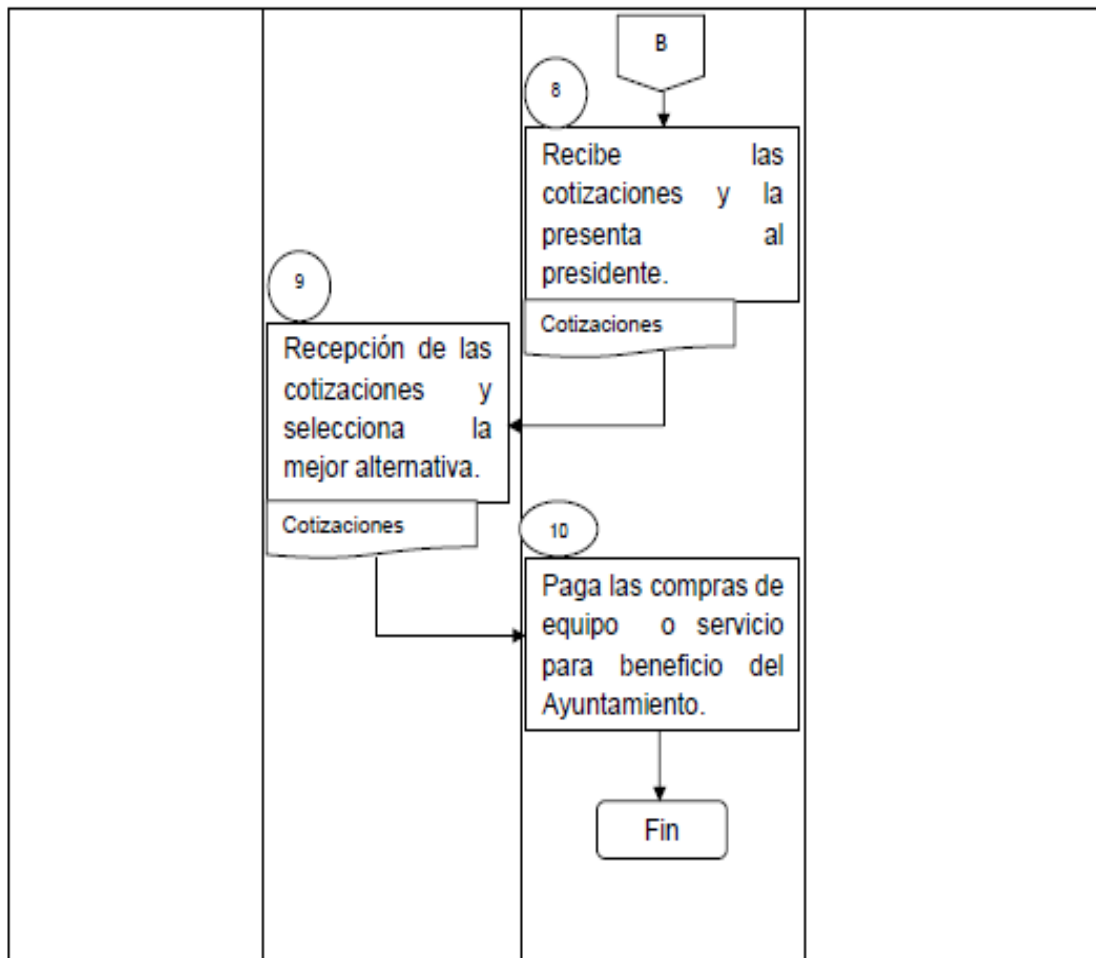 B
8
Recibe las
cotizaciones y la
presenta al
presidente.
Cotizaciones
9
Recepción de las
cotizaciones y
selecciona la
mejor alternativa.
Cotizaciones
10
Paga las compras de
equipo o servicio
para beneficio del
Ayuntamiento.
Fin